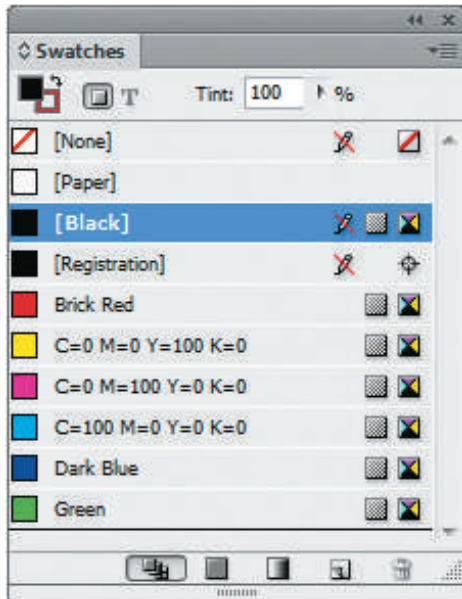 Swatches
T Tint: 100 %
[None]
[Paper]
[Black]
[Registration]
Brick Red
C=0 M=0 Y=100 K=0
C=0 M=100 Y=0 K=0
C=100 M=0 Y=0 K=0
Dark Blue
Green